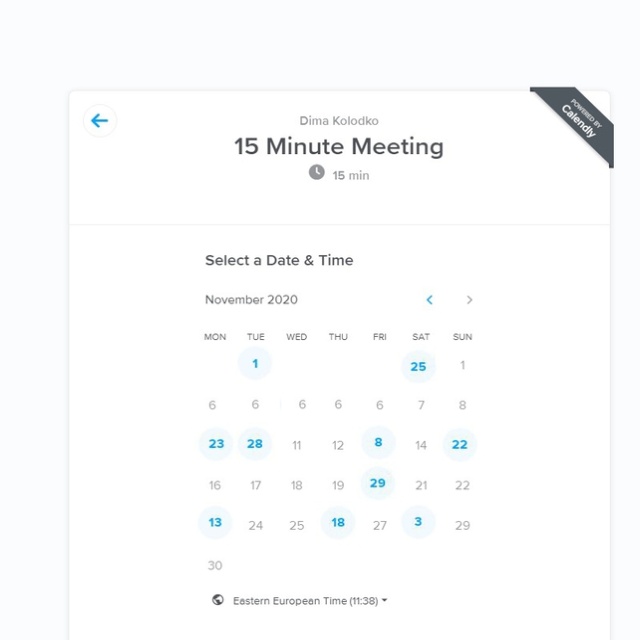 POWERED BY
Calendly
Dima Kolodko
15 Minute Meeting
15 min
Select a Date & Time
November 2020
MON TUE WED THU FRI SAT SUN
1 25 1
6 6 6 6 6 7 8
23 28 11 12 8 14 22
16 17 18 19 29 21 22
13 24 25 18 27 3 29
30
Eastern European Time (11:38)